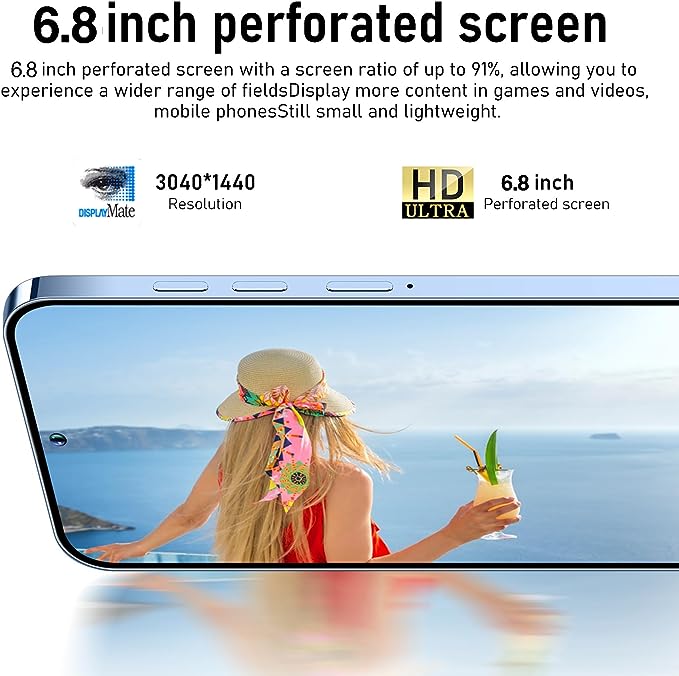 6.8 inch perforated screen
6.8 inch perforated screen with a screen ratio of up to 91%, allowing you to
experience a wider range of fieldsDisplay more content in games and videos,
mobile phonesStill small and lightweight.
DISPLAYMate
3040*1440
Resolution
HD
ULTRA
6.8 inch
Perforated screen